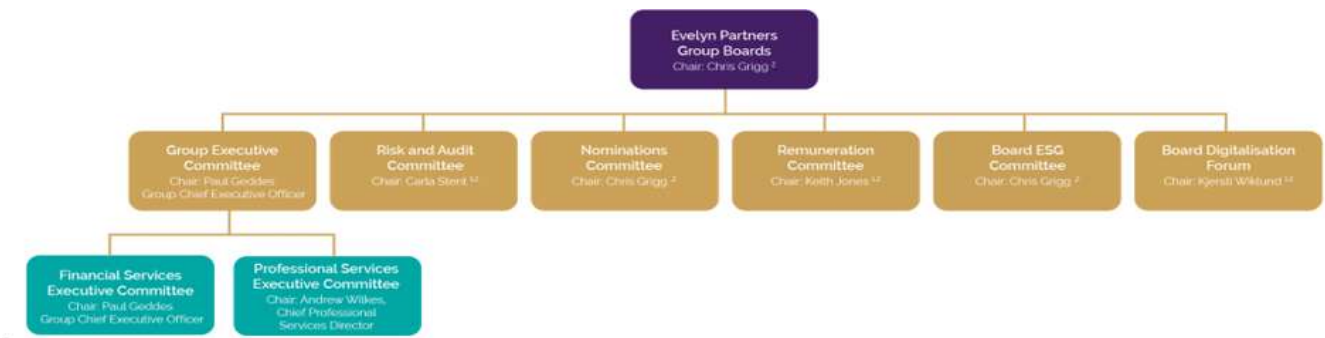 Evelyn Partners
Group Boards
Chair: Chris Grigg ²
Group Executive
Committee
Chair: Paul Geddes
Group Chief Executive Officer
Risk and Audit
Committee
Chair: Carla Stent ¹,²
Nominations
Committee
Chair: Chris Grigg ²
Remuneration
Committee
Chair: Keith Jones ¹,²
Board ESG
Committee
Chair: Chris Grigg ²
Board Digitalisation
Forum
Chair: Kjersti Wiklund ¹,²
Financial Services
Executive Committee
Chair: Paul Geddes
Group Chief Executive Officer
Professional Services
Executive Committee
Chair: Andrew Wilkes,
Chief Professional
Services Director